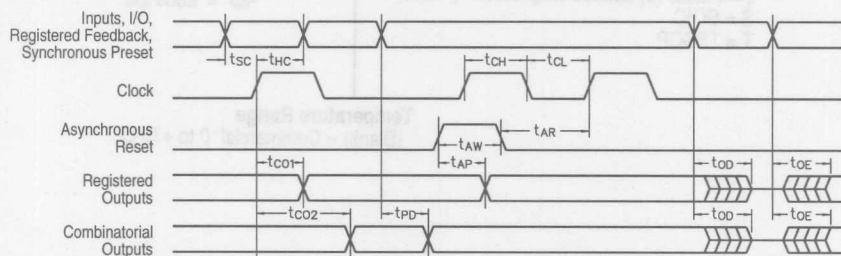 Inputs, I/O,
Registered Feedback,
Synchronous Preset
tSC
tHC
tCH
tCL
Clock
Asynchronous
Reset
tAW
tAR
tCO1
tAP
tOD
tOE
Registered
Outputs
tCO2
tPD
tOD
tOE
Combinatorial
Outputs